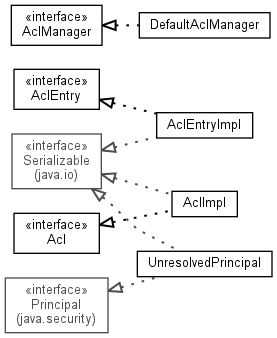 «interface»
AclManager
DefaultAclManager
«interface»
AclEntry
AclEntryImpl
«interface»
Serializable
(java.io)
AclImpl
«interface»
Acl
UnresolvedPrincipal
«interface»
Principal
(java.security)